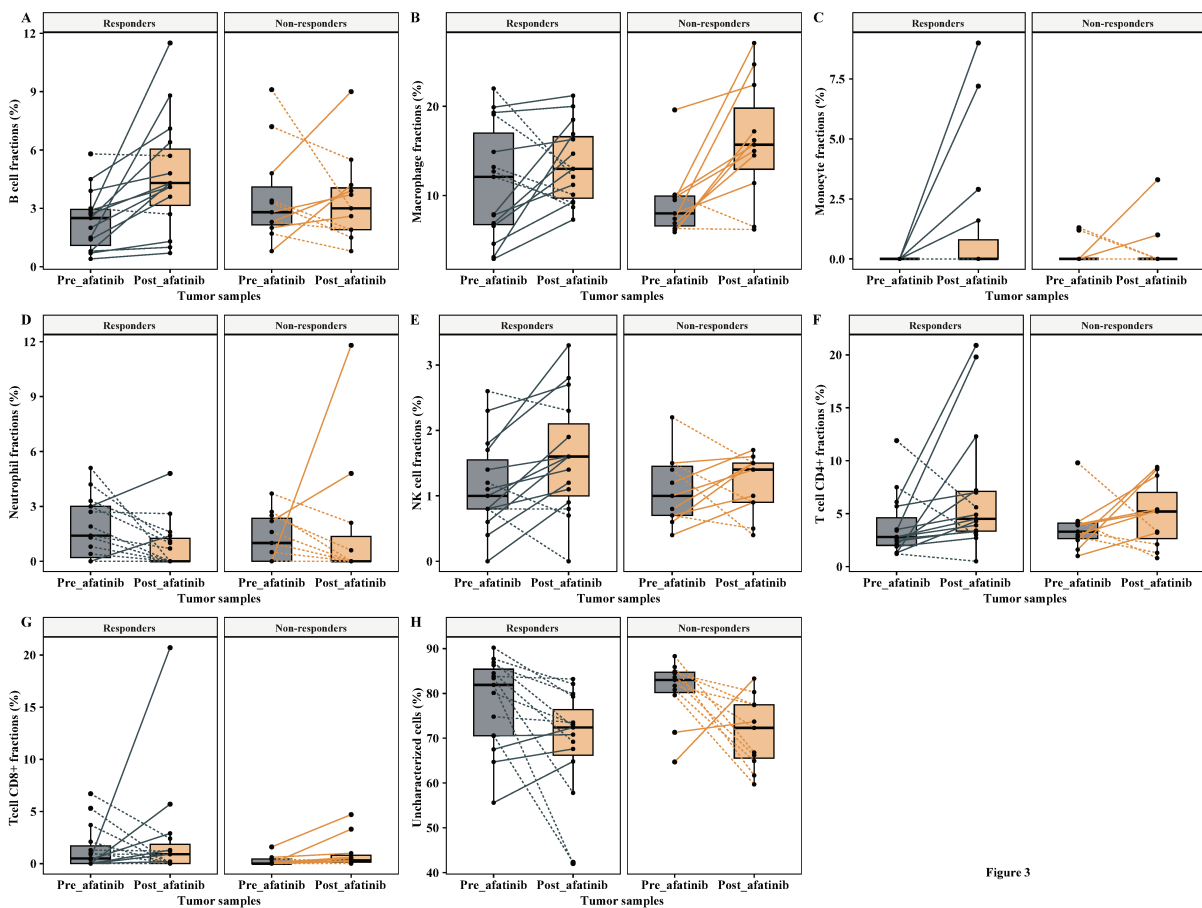 A
Responders
Non-responders
B cell fractions (%)
12
9
6
3
0
Pre_afatinib Post_afatinib
Pre_afatinib Post_afatinib
Tumor samples
B
Responders
Non-responders
Macrophage fractions (%)
20
10
Pre_afatinib Post_afatinib
Pre_afatinib Post_afatinib
Tumor samples
C
Responders
Non-responders
Monocyte fractions (%)
7.5
5.0
2.5
0.0
Pre_afatinib Post_afatinib
Pre_afatinib Post_afatinib
Tumor samples
D
Responders
Non-responders
Neutrophil fractions (%)
12
9
6
3
0
Pre_afatinib Post_afatinib
Pre_afatinib Post_afatinib
Tumor samples
E
Responders
Non-responders
NK cell fractions (%)
3
2
1
0
Pre_afatinib Post_afatinib
Pre_afatinib Post_afatinib
Tumor samples
F
Responders
Non-responders
T cell CD4+ fractions (%)
20
15
10
5
0
Pre_afatinib Post_afatinib
Pre_afatinib Post_afatinib
Tumor samples
G
Responders
Non-responders
Tcell CD8+ fractions (%)
20
15
10
5
0
Pre_afatinib Post_afatinib
Pre_afatinib Post_afatinib
Tumor samples
H
Responders
Non-responders
Uncharacterized cells (%)
90
80
70
60
50
40
Pre_afatinib Post_afatinib
Pre_afatinib Post_afatinib
Tumor samples
Figure 3